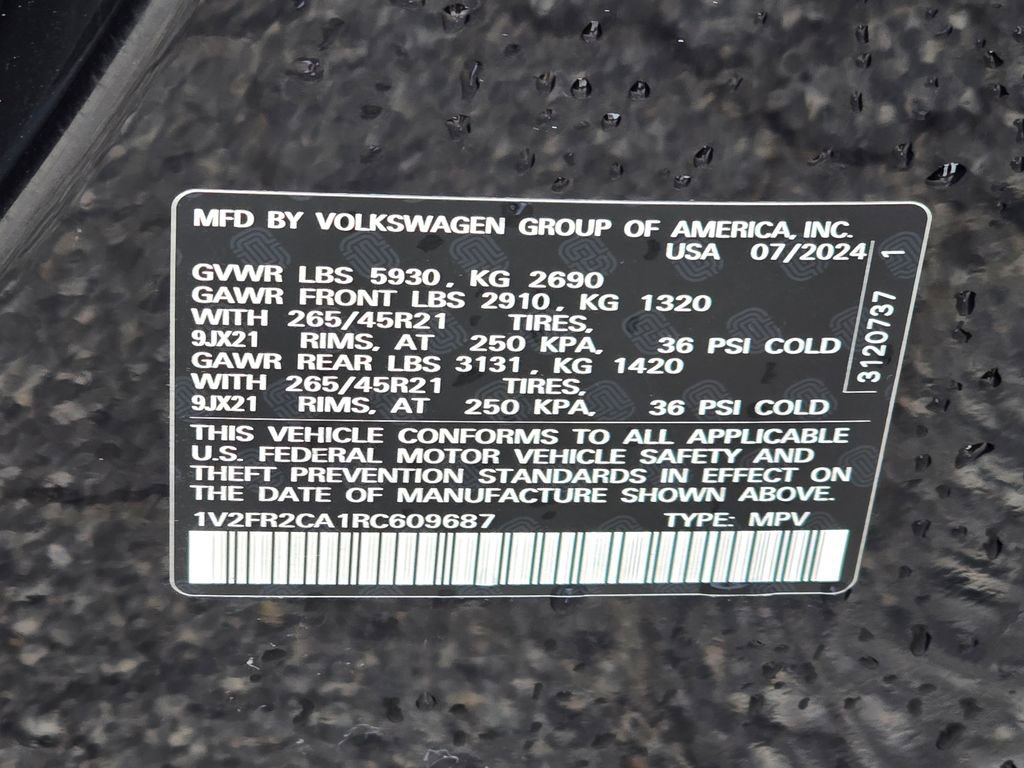 MFD BY VOLKSWAGEN GROUP OF AMERICA, INC.
USA 07/2024
GVWR LBS 5930, KG 2690
GAWR FRONT LBS 2910, KG 1320
WITH 265/45R21 TIRES,
9JX21 RIMS, AT 250 KPA, 36 PSI COLD
GAWR REAR LBS 3131, KG 1420
WITH 265/45R21 TIRES,
9JX21 RIMS, AT 250 KPA, 36 PSI COLD
3120737 1
THIS VEHICLE CONFORMS TO ALL APPLICABLE
U.S. FEDERAL MOTOR VEHICLE SAFETY AND
THEFT PREVENTION STANDARDS IN EFFECT ON
THE DATE OF MANUFACTURE SHOWN ABOVE.
1V2FR2CA1RC609687 TYPE: MPV